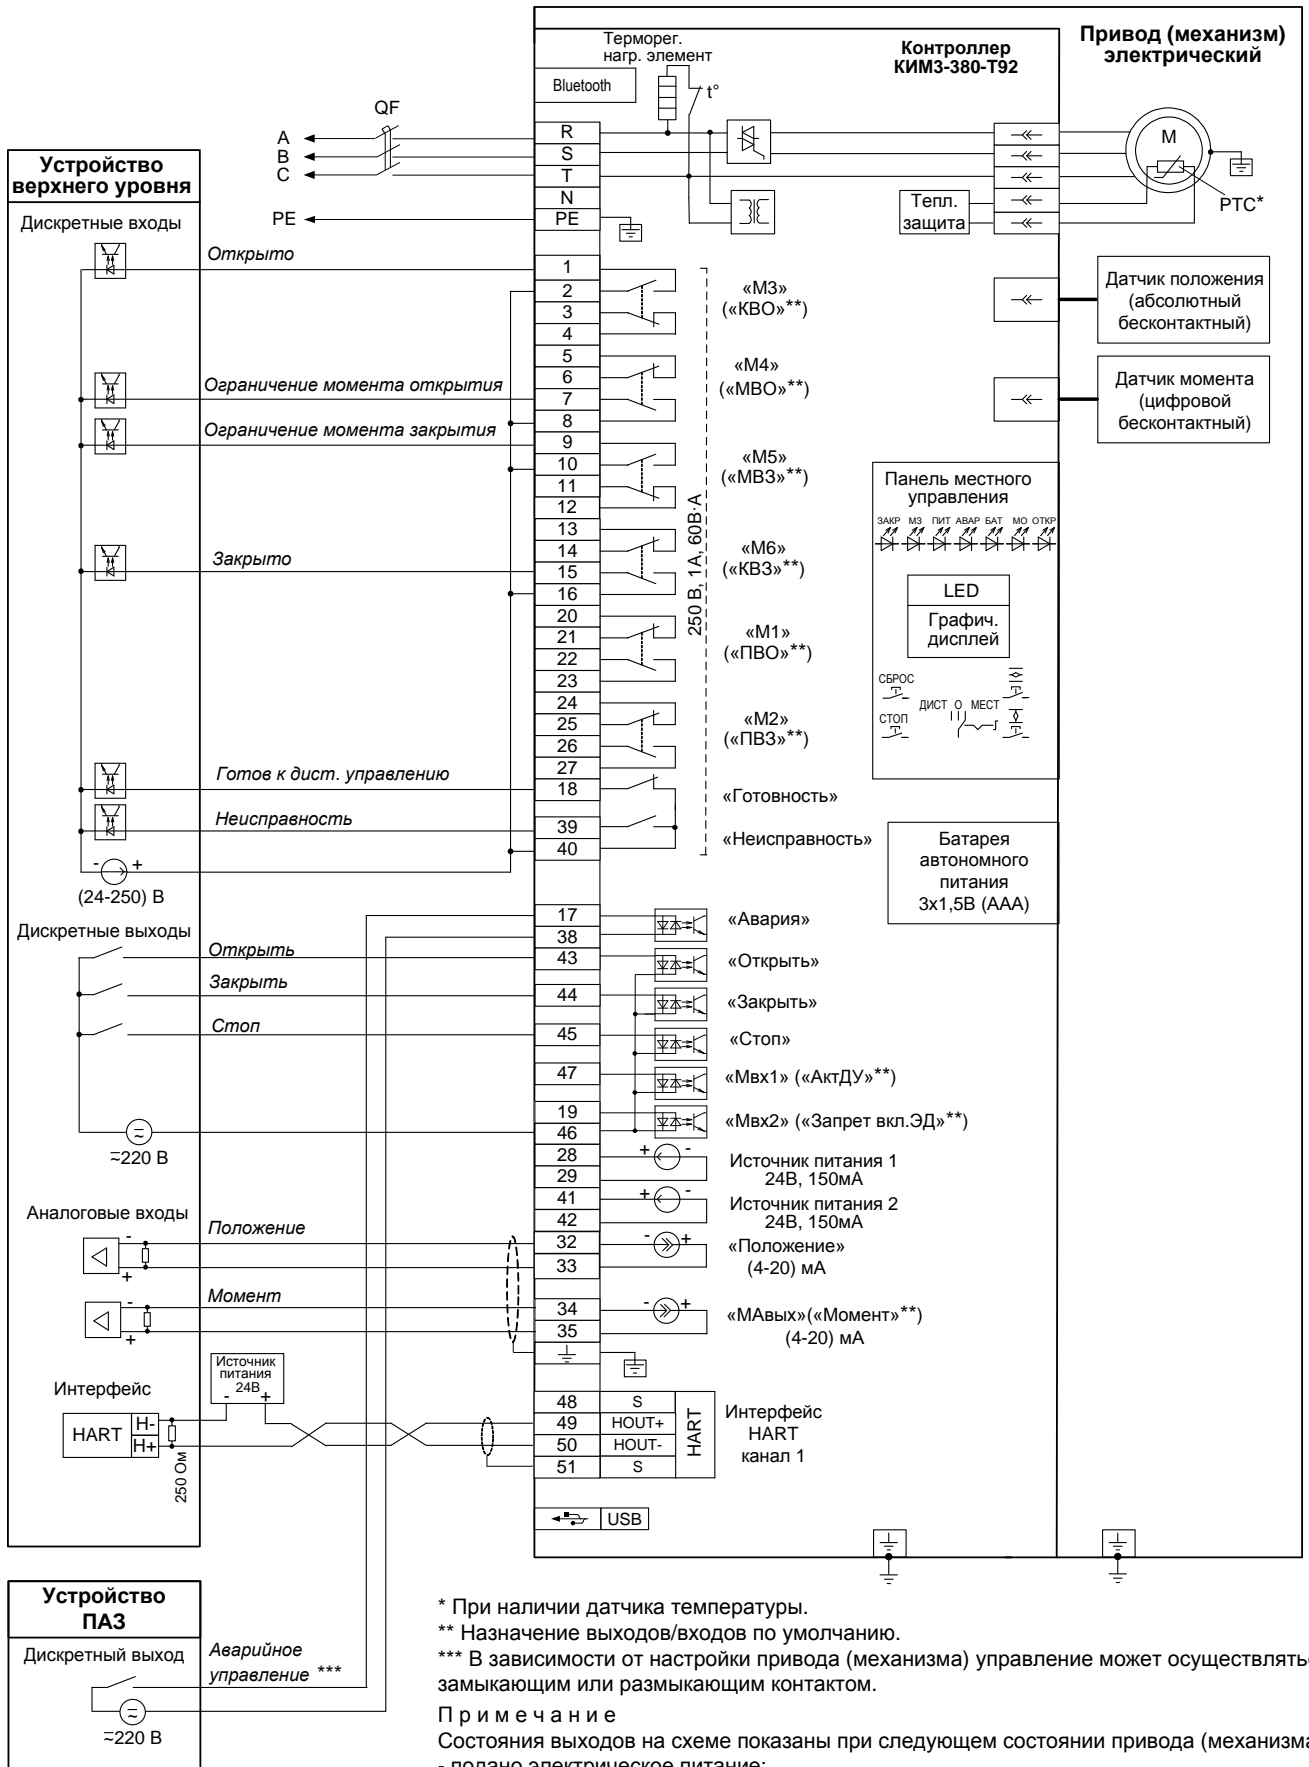 Привод (механизм)
электрический
Контроллер
КИМ3-380-Т92
Терморег.
нагр. элемент
Bluetooth
t°
QF
A
B
C
PE
R
S
T
N
PE
M
PTC*
Тепл.
защита
Устройство
верхнего уровня
Дискретные входы
Открыто
1
2
3
4
«М3»
(«КВО»**)
Датчик положения
(абсолютный
бесконтактный)
5
6
7
8
«М4»
(«МВО»**)
Ограничение момента открытия
Датчик момента
(цифровой
бесконтактный)
Ограничение момента закрытия
9
10
11
12
«М5»
(«МВЗ»**)
13
14
15
16
«М6»
(«КВЗ»**)
Закрыто
20
21
22
23
«М1»
(«ПВО»**)
24
25
26
27
«М2»
(«ПВЗ»**)
250 В, 1А, 60В·А
Панель местного
управления
ЗАКР МЗ ПИТ АВАР БАТ МО ОТКР
LED
Графич.
дисплей
СБРОС
СТОП
ДИСТ О МЕСТ
Готов к дист. управлению
18
«Готовность»
Неисправность
39
40
«Неисправность»
- +
(24-250) В
Батарея
автономного
питания
3х1,5В (ААА)
Дискретные выходы
17
38
«Авария»
Открыть
43
«Открыть»
Закрыть
44
«Закрыть»
Стоп
45
«Стоп»
47
«Мвх1» («АктДУ»**)
19
46
«Мвх2» («Запрет вкл.ЭД»**)
≂220 В
28
29
+ -
Источник питания 1
24В, 150мА
41
42
+ -
Источник питания 2
24В, 150мА
Аналоговые входы
Положение
- +
32
33
- +
«Положение»
(4-20) мА
Момент
- +
34
35
- +
«МАвых»(«Момент»**)
(4-20) мА
Источник
питания
24В
- +
Интерфейс
HART
H-
H+
250 Ом
48
49
50
51
S
HOUT+
HOUT-
S
HART
Интерфейс
HART
канал 1
USB
Устройство
ПАЗ
Дискретный выход
Аварийное
управление ***
≂220 В
* При наличии датчика температуры.
** Назначение выходов/входов по умолчанию.
*** В зависимости от настройки привода (механизма) управление может осуществлять
замыкающим или размыкающим контактом.
П р и м е ч а н и е
Состояния выходов на схеме показаны при следующем состоянии привода (механизма
- подано электрическое питание;